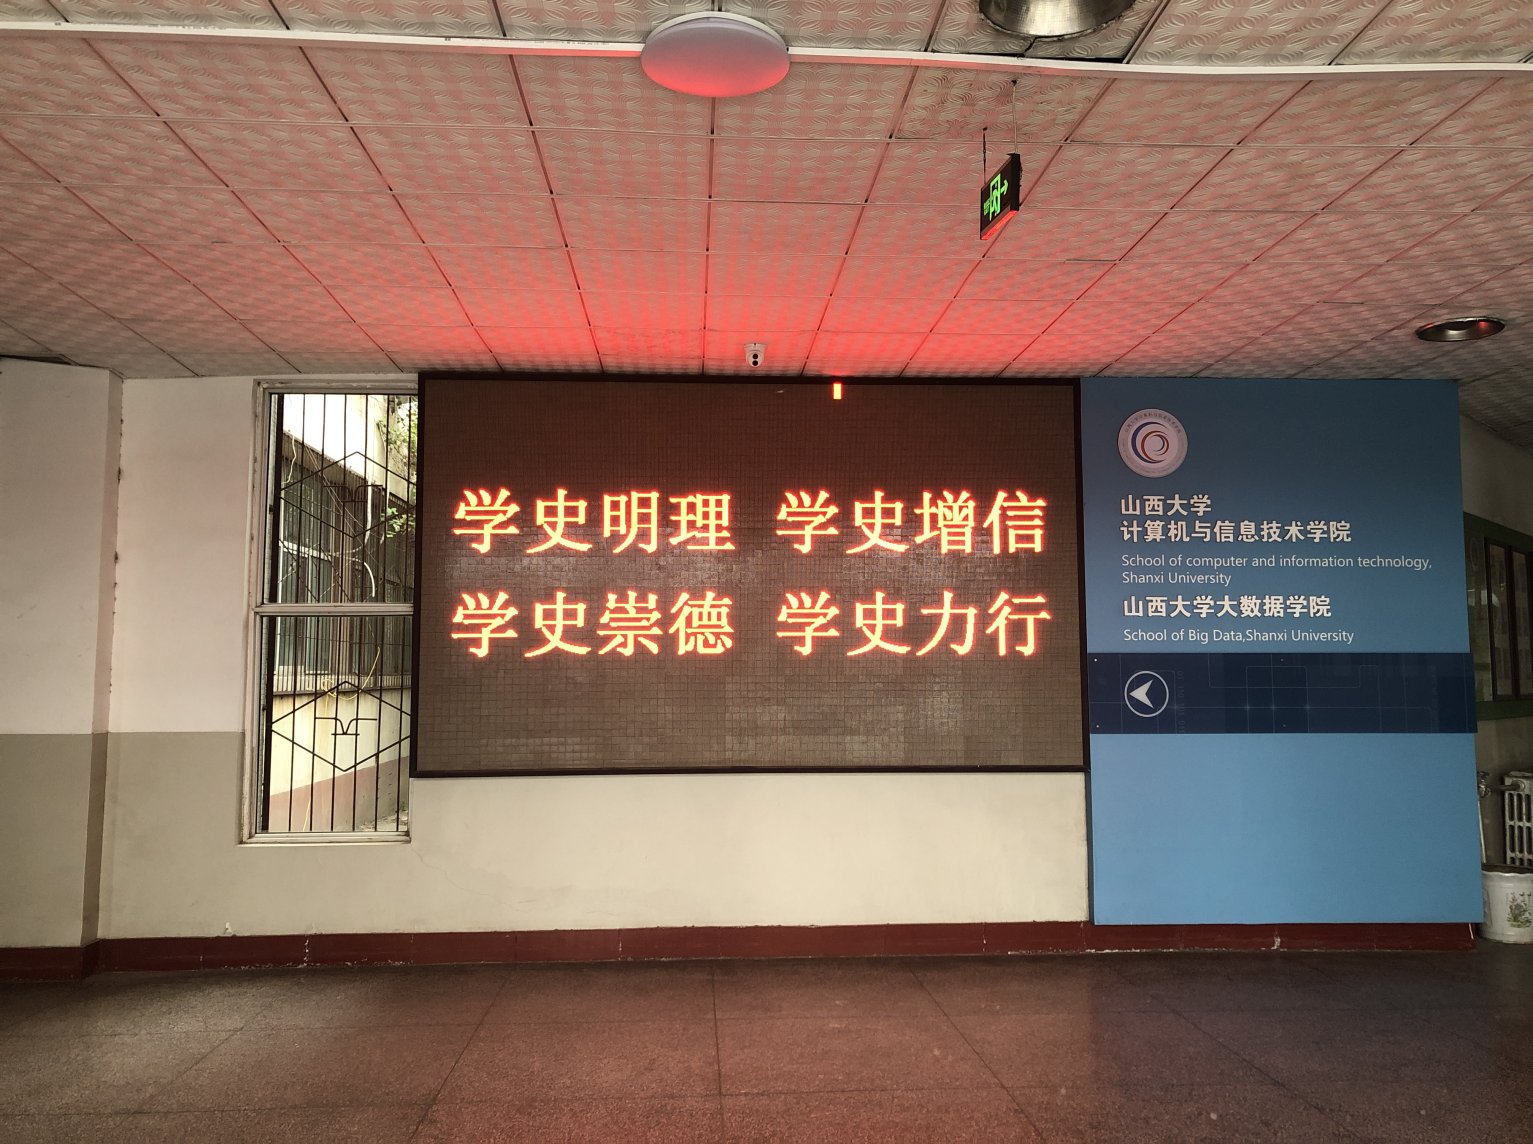 学史明理 学史增信
学史崇德 学史力行
山西大学
计算机与信息技术学院
School of computer and information technology,
Shanxi University
山西大学大数据学院
School of Big Data,Shanxi University